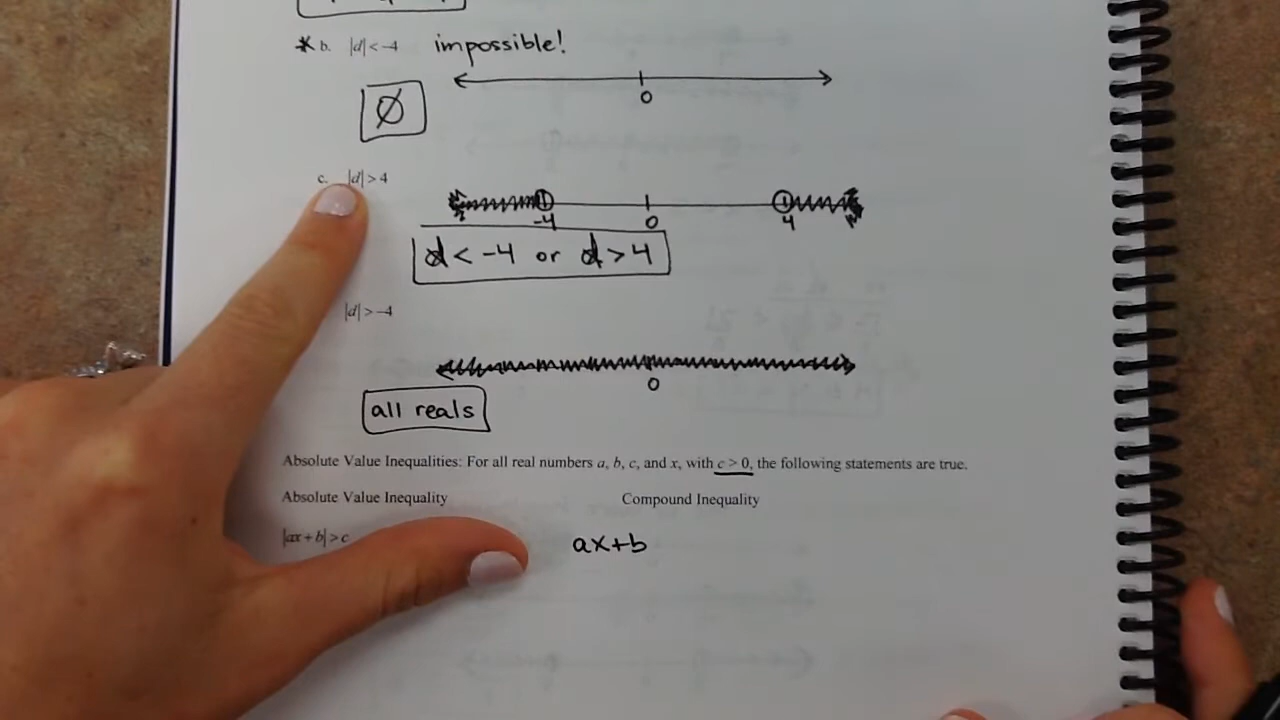 * b. |d| < -4 impossible!
0
Ø
c. |d| > 4
-4 0 4
d < -4 or d > 4
|d| > -4
0
all reals
Absolute Value Inequalities: For all real numbers a, b, c, and x, with c > 0, the following statements are true.
Absolute Value Inequality Compound Inequality
|ax + b| > c ax+b